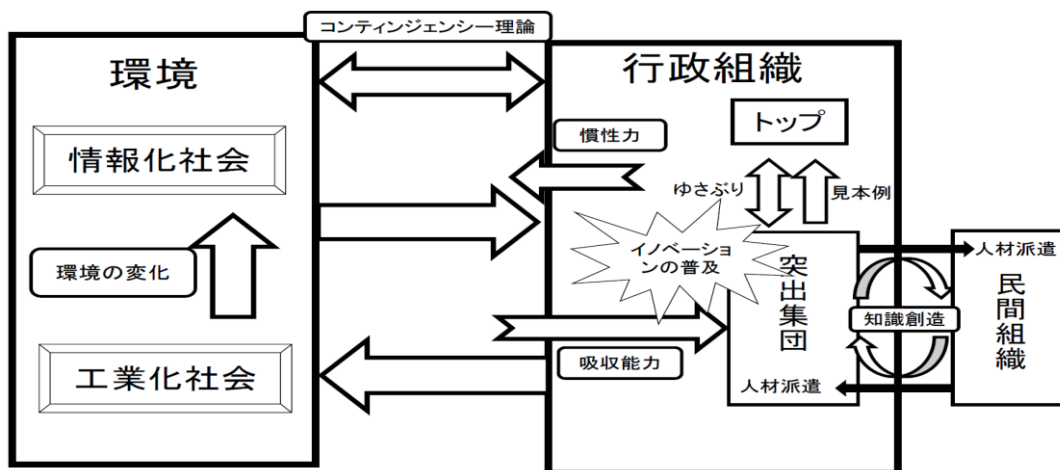 コンティンジェンシー理論
環境
行政組織
トップ
慣性力
情報化社会
ゆさぶり
見本例
イノベーショ
ンの普及
人材派遣
環境の変化
突出集団
民間組織
知識創造
吸収能力
工業化社会
人材派遣